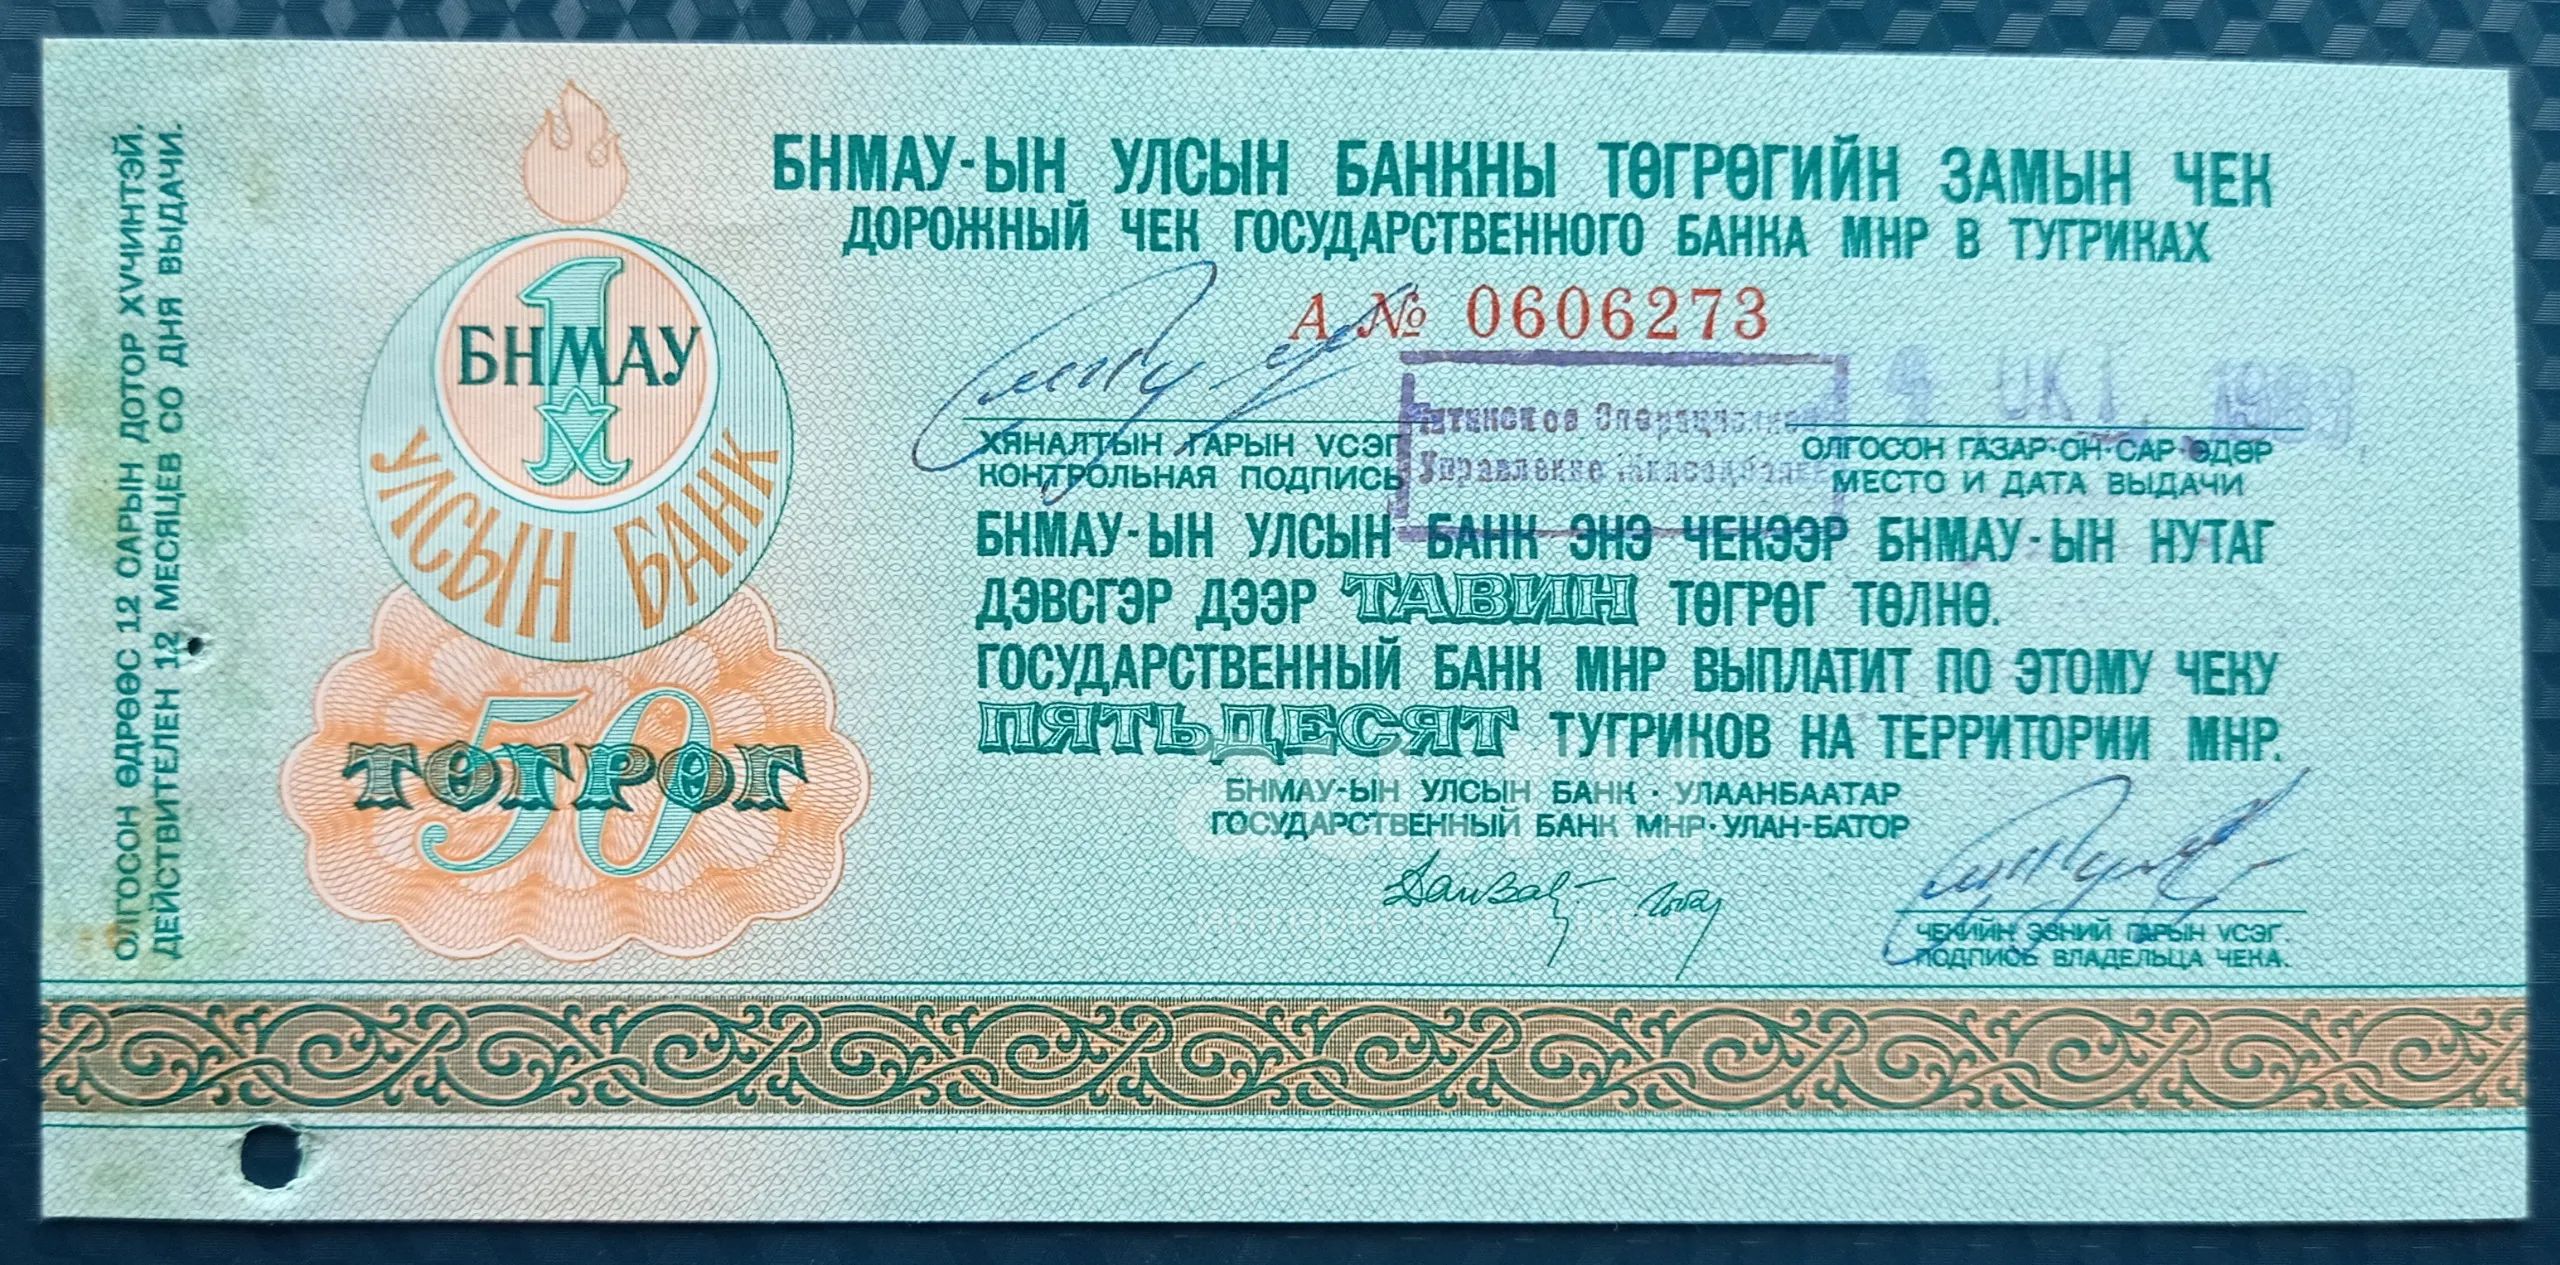 БНМАУ-ЫН УЛСЫН БАНКНЫ ТӨГРӨГИЙН ЗАМЫН ЧЕК
ДОРОЖНЫЙ ЧЕК ГОСУДАРСТВЕННОГО БАНКА МНР В ТУГРИКАХ
А № 0606273
ОЛГОСОН ӨДРӨӨС 12 САРЫН ДОТОР ХҮЧИНТЭЙ.
ДЕЙСТВИТЕЛЕН 12 МЕСЯЦЕВ СО ДНЯ ВЫДАЧИ.
1
БНМАУ
УЛСЫН БАНК
50
ТӨГРӨГ
Управление
ХЯНАЛТЫН ГАРЫН ҮСЭГ
КОНТРОЛЬНАЯ ПОДПИСЬ
ОЛГОСОН ГАЗАР·ОН·САР·ӨДӨР
МЕСТО И ДАТА ВЫДАЧИ
БНМАУ-ЫН УЛСЫН БАНК ЭНЭ ЧЕКЭЭР БНМАУ-ЫН НУТАГ
ДЭВСГЭР ДЭЭР ТАВИН ТӨГРӨГ ТӨЛНӨ.
ГОСУДАРСТВЕННЫЙ БАНК МНР ВЫПЛАТИТ ПО ЭТОМУ ЧЕКУ
ПЯТЬДЕСЯТ ТУГРИКОВ НА ТЕРРИТОРИИ МНР.
БНМАУ-ЫН УЛСЫН БАНК · УЛААНБААТАР
ГОСУДАРСТВЕННЫЙ БАНК МНР·УЛАН-БАТОР
ЧЕКИЙН ЭЗНИЙ ГАРЫН ҮСЭГ.
ПОДПИСЬ ВЛАДЕЛЬЦА ЧЕКА.